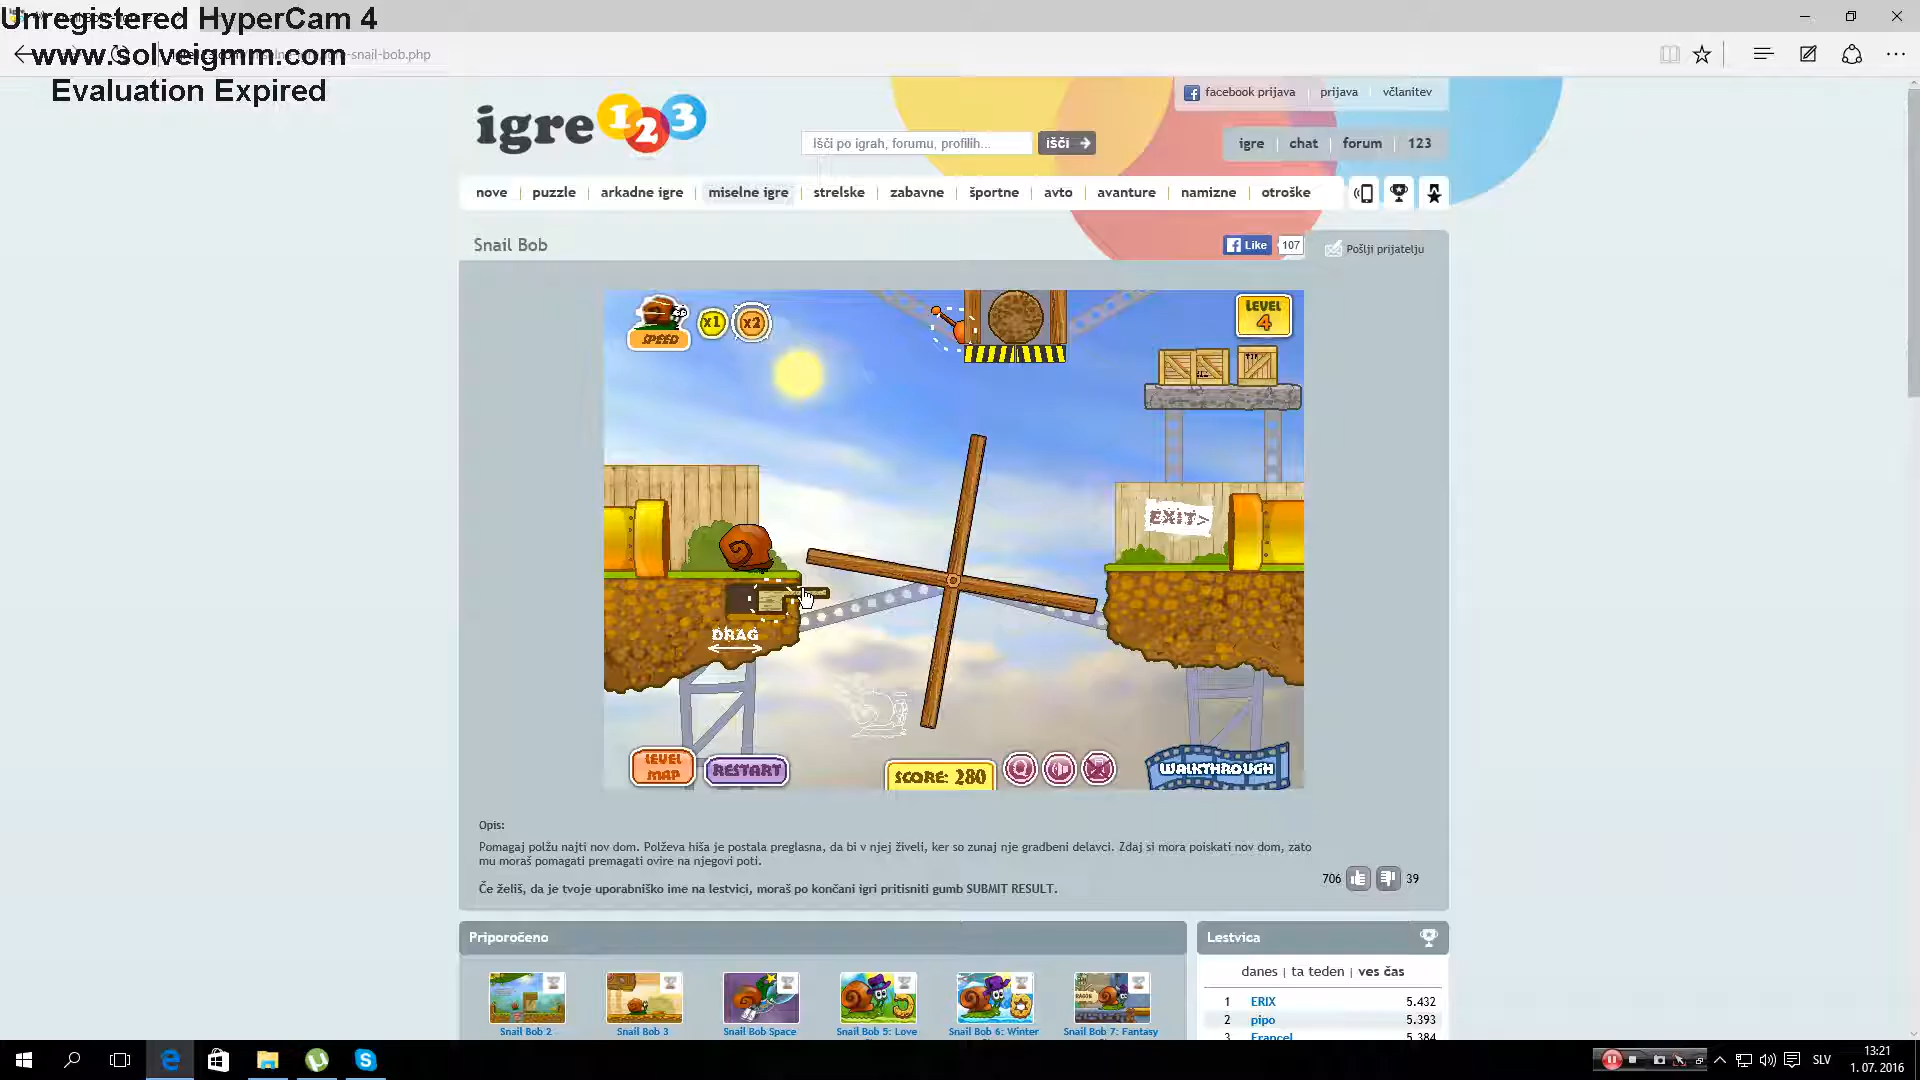 Unregistered HyperCam 4
www.solveigmm.com
Evaluation Expired
snail-bob.php
igre123
facebook prijava
prijava
včlanitev
Išči po igrah, forumu, profilih...
išči
igre
chat
forum
123
nove
puzzle
arkadne igre
miselne igre
strelske
zabavne
športne
avto
avanture
namizne
otroške
Snail Bob
Like
107
Pošlji prijatelju
SPEED
x1
x2
LEVEL
4
EXIT>
DRAG
LEVEL
MAP
RESTART
SCORE: 280
WALKTHROUGH
Opis:
Pomagaj polžu najti nov dom. Polževa hiša je postala preglasna, da bi v njej živeli, ker so zunaj nje gradbeni delavci. Zdaj si mora poiskati nov dom, zato
mu moraš pomagati premagati ovire na njegovi poti.
Če želiš, da je tvoje uporabniško ime na lestvici, moraš po končani igri pritisniti gumb SUBMIT RESULT.
706
39
Priporočeno
Lestvica
danes | ta teden | ves čas
1 ERIX 5.432
2 pipo 5.393
3 Francel 5.384
Snail Bob 2
Snail Bob 3
Snail Bob Space
Snail Bob 5: Love
Snail Bob 6: Winter
Snail Bob 7: Fantasy
SLV
13:21
1. 07. 2016